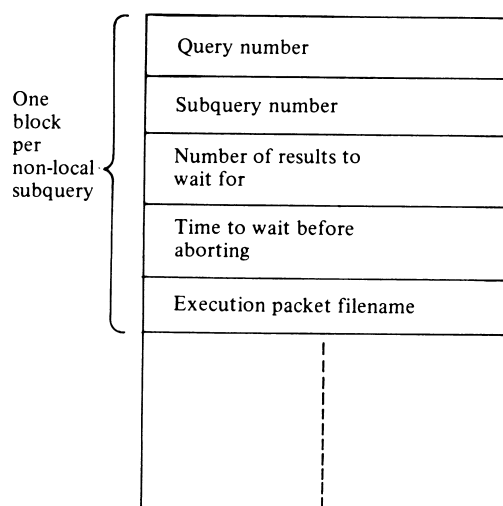 One
block
per
non-local
subquery
Query number
Subquery number
Number of results to
wait for
Time to wait before
aborting
Execution packet filename